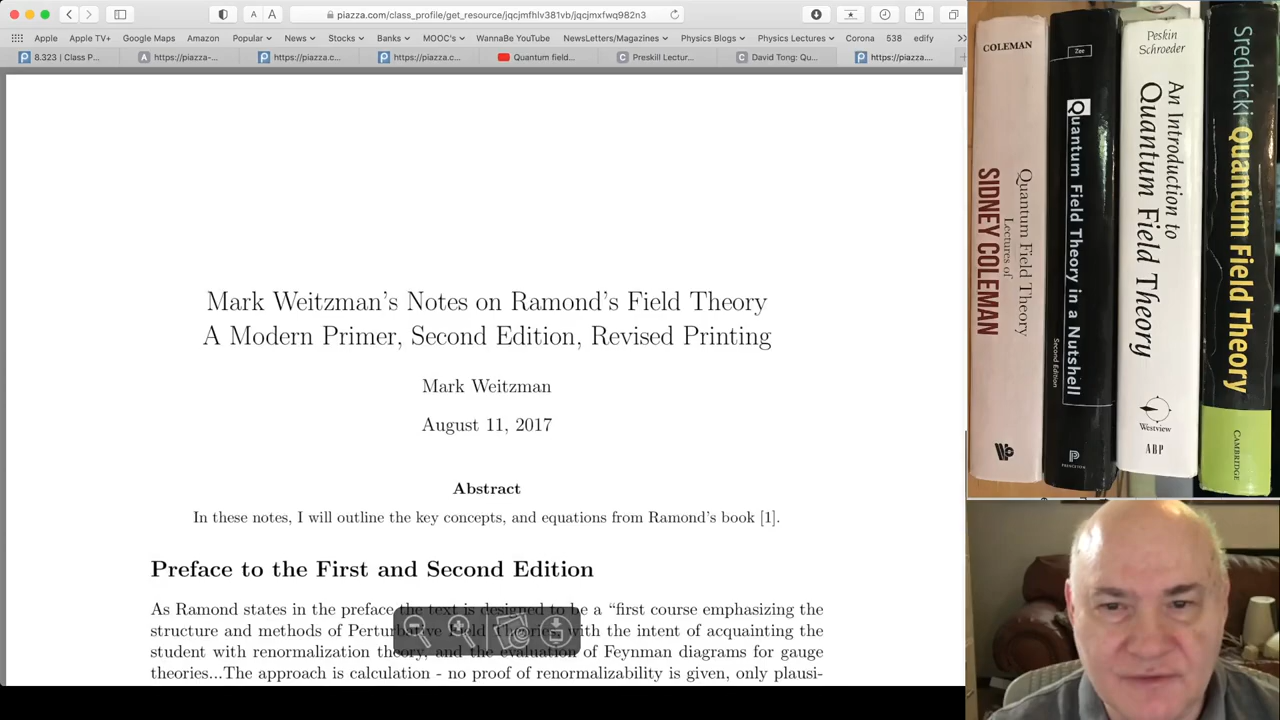 piazza.com/class_profile/get_resource/jqcjmfhlv381vb/jqcjmxfwq982n3
A A
Apple Apple TV+ Google Maps Amazon Popular News Stocks Banks MOOC's WannaBe YouTube NewsLetters/Magazines Physics Blogs Physics Lectures Corona 538 edify
8.323 | Class P... https://piazza-... https://piazza.c... https://piazza.c... Quantum field... Preskill Lectur... David Tong: Qu... https://piazza....
Mark Weitzman's Notes on Ramond's Field Theory
A Modern Primer, Second Edition, Revised Printing
Mark Weitzman
August 11, 2017
Abstract
In these notes, I will outline the key concepts, and equations from Ramond's book [1].
Preface to the First and Second Edition
As Ramond states in the preface the text is designed to be a "first course emphasizing the
structure and methods of Perturbative Field Theories, with the intent of acquainting the
student with renormalization theory, and the evaluation of Feynman diagrams for gauge
theories...The approach is calculation - no proof of renormalizability is given, only plausi-
COLEMAN
Quantum Field Theory
Lectures of
SIDNEY COLEMAN
Zee
Quantum Field Theory in a Nutshell
Second Edition
PRINCETON
Peskin
Schroeder
An Introduction to
Quantum Field Theory
Westview
ABP
Srednicki Quantum Field Theory
CAMBRIDGE